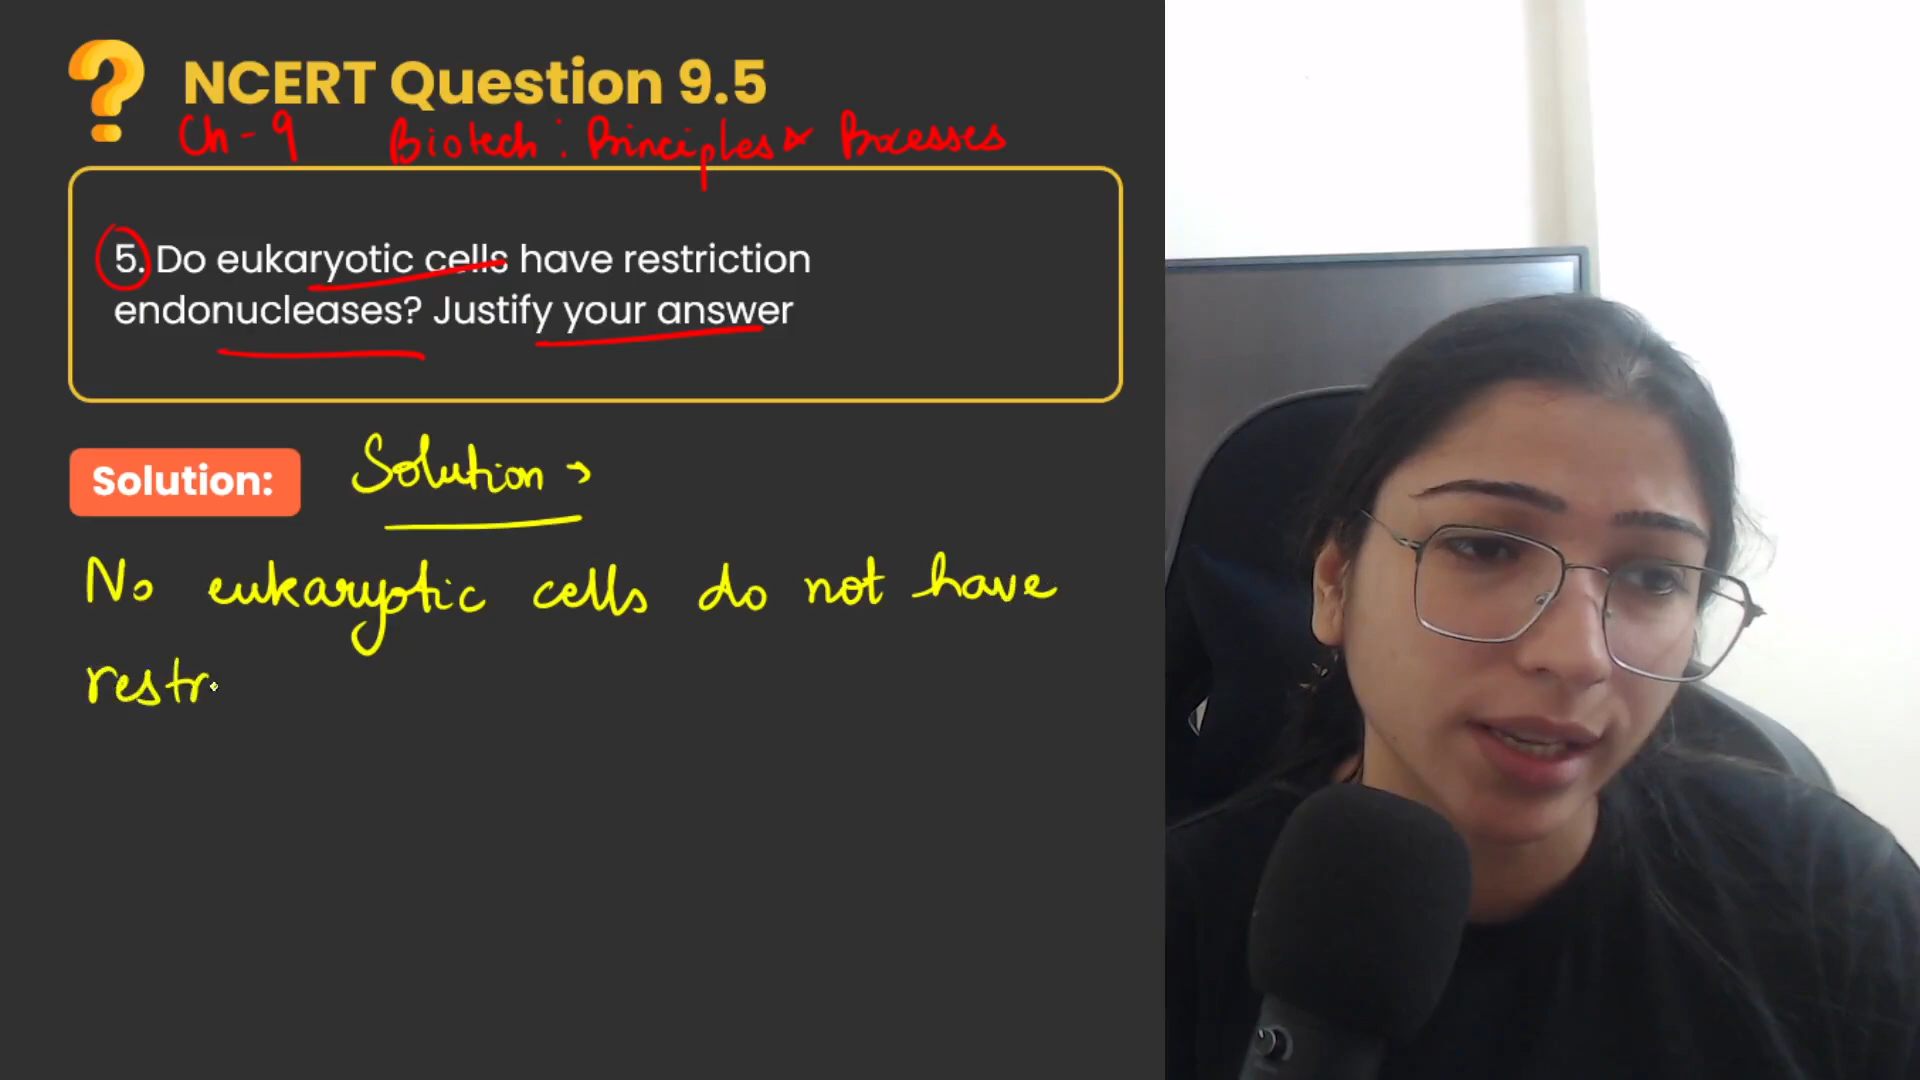 NCERT Question 9.5
Ch - 9 Biotech : Principles & Processes
5. Do eukaryotic cells have restriction
endonucleases? Justify your answer
Solution: Solution →
No eukaryotic cells do not have
restr